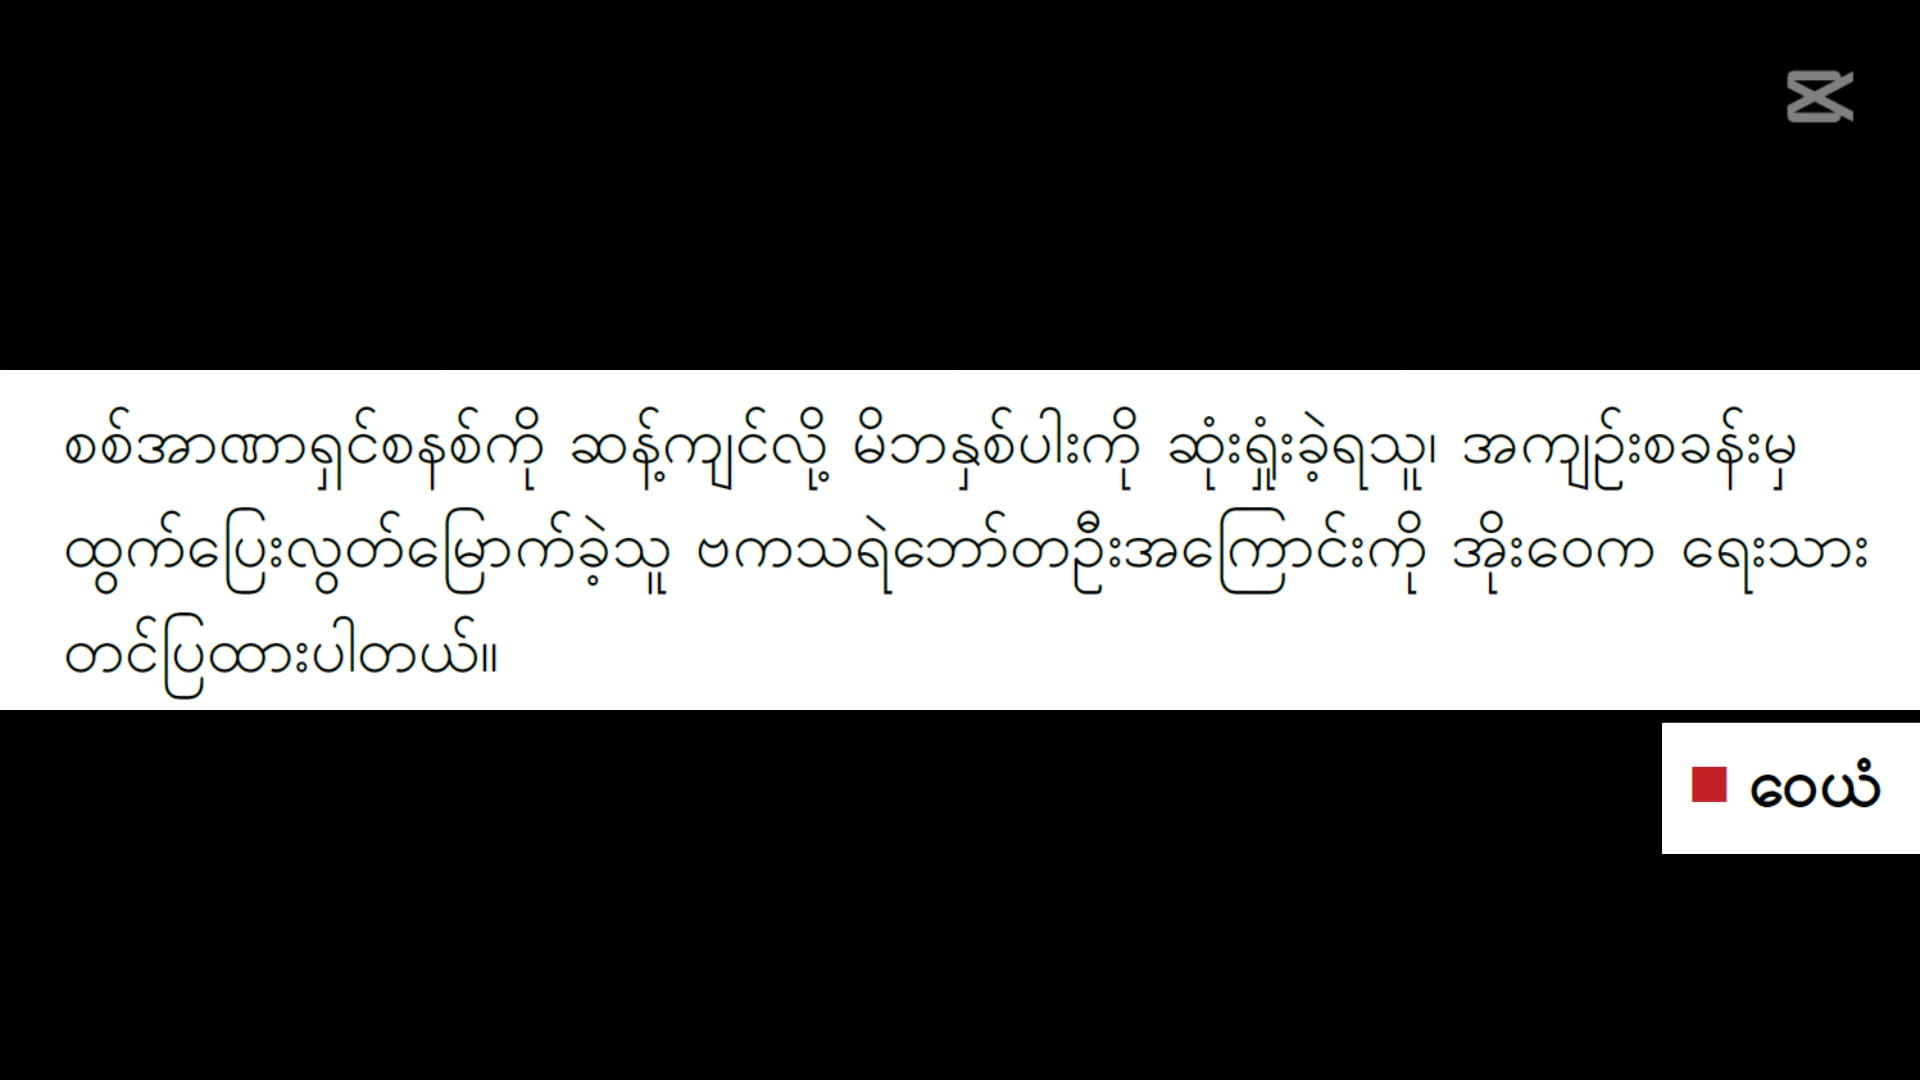 စစ်အာဏာရှင်စနစ်ကို ဆန့်ကျင်လို့ မိဘနှစ်ပါးကို ဆုံးရှုံးခဲ့ရသူ၊ အကျဉ်းစခန်းမှ
ထွက်ပြေးလွတ်မြောက်ခဲ့သူ ဗကသရဲဘော်တဦးအကြောင်းကို အိုးဝေက ရေးသား
တင်ပြထားပါတယ်။
■ ဝေယံ